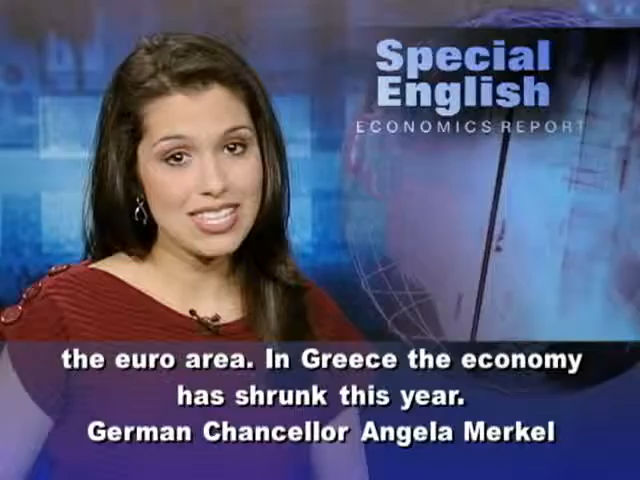 Special
English
ECONOMICS REPORT
the euro area. In Greece the economy
has shrunk this year.
German Chancellor Angela Merkel